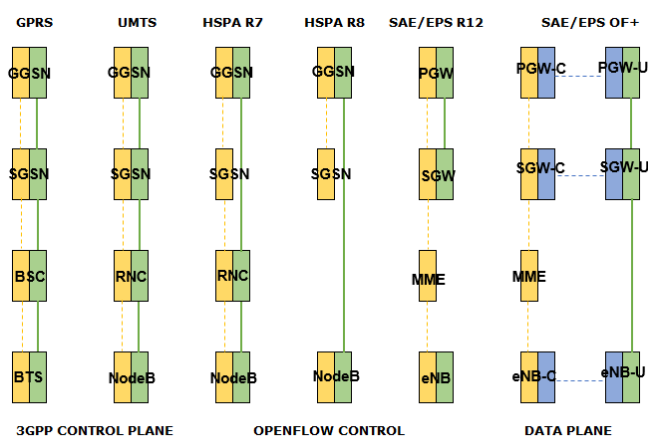 GPRS UMTS HSPA R7 HSPA R8 SAE/EPS R12 SAE/EPS OF+
GGSN GGSN GGSN GGSN PGW PGW-C PGW-U
SGSN SGSN SGSN SGSN SGW SGW-C SGW-U
BSC RNC RNC MME MME
BTS NodeB NodeB NodeB eNB eNB-C eNB-U
3GPP CONTROL PLANE OPENFLOW CONTROL DATA PLANE